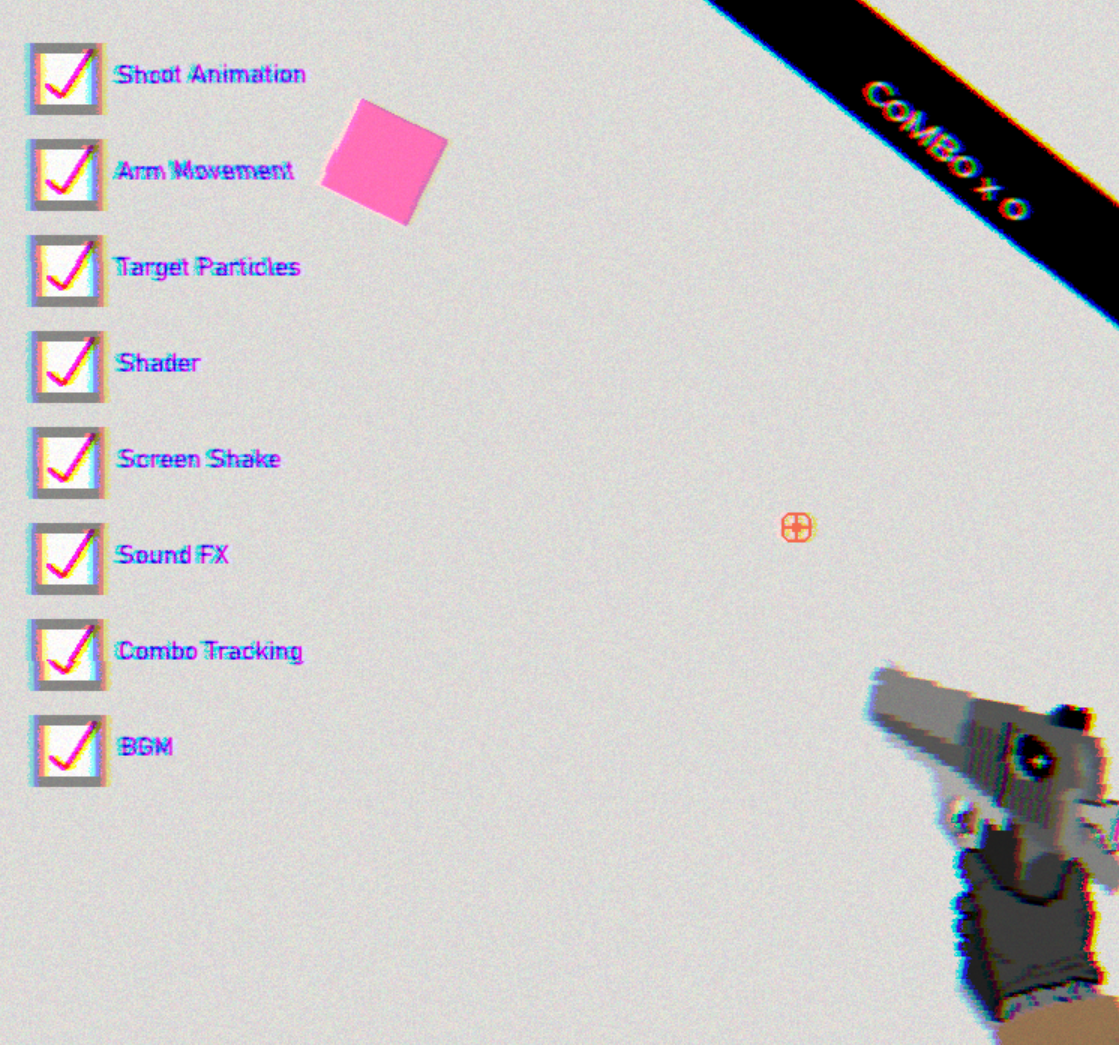 Shoot Animation
Arm Movement
Target Particles
Shader
Screen Shake
Sound FX
Combo Tracking
BGM
COMBO X 0